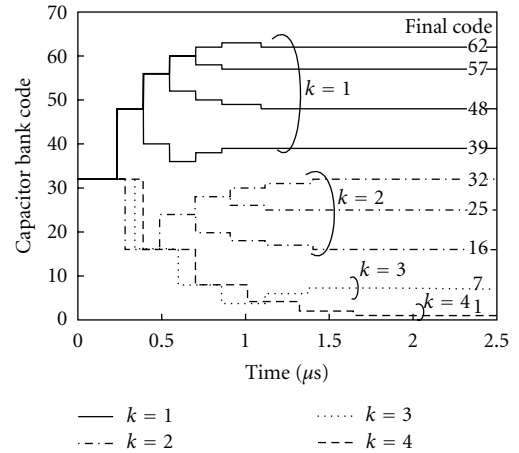 Final code
70
62
60
57
50
k = 1
48
40
39
32
30
k = 2
25
20
16
k = 3
10
7
k = 4
1
0
0
0.5
1
1.5
2
2.5
Capacitor bank code
Time (μs)
k = 1
k = 3
k = 2
k = 4